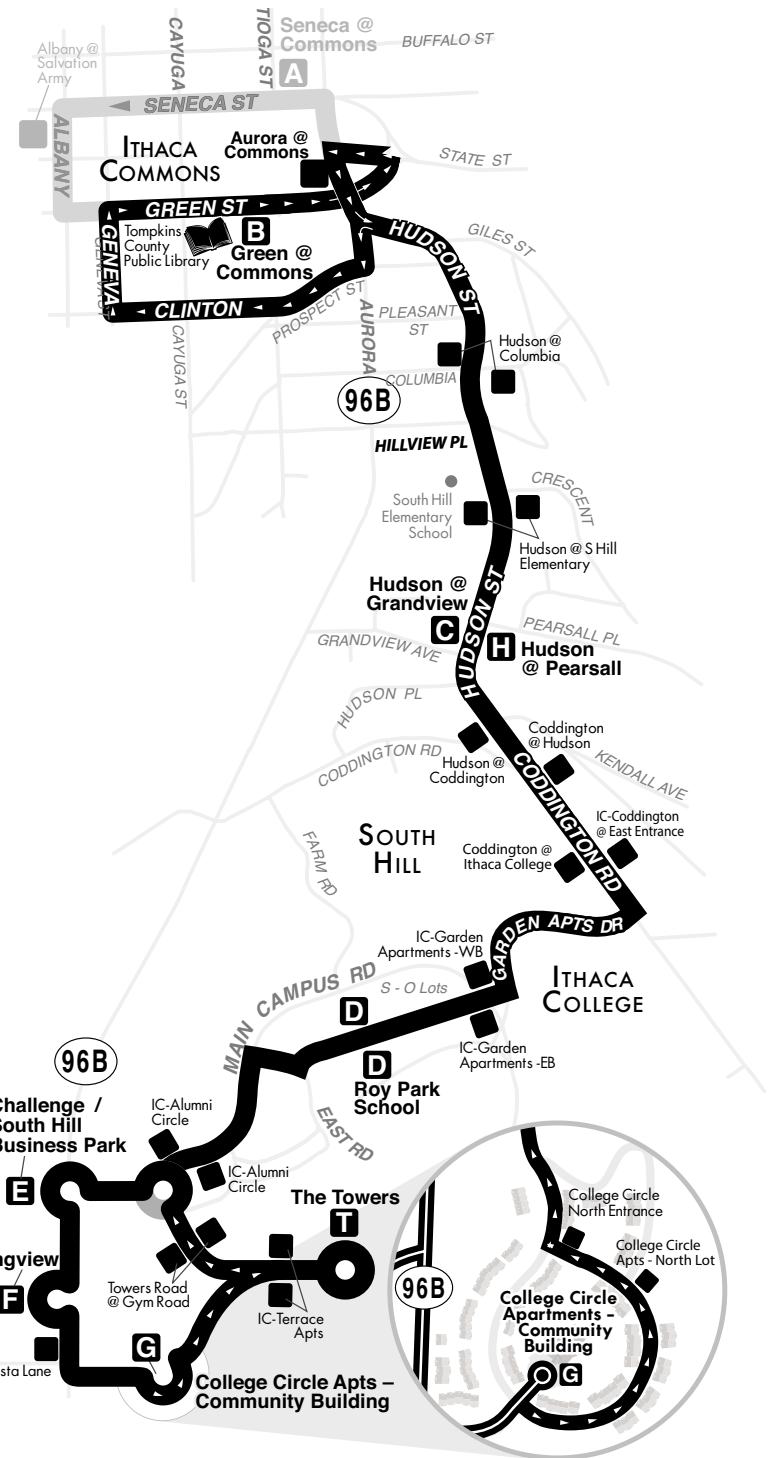 Seneca @
Commons
A
BUFFALO ST
CAYUGA
TIOGA ST
Albany @
Salvation
Army
SENECA ST
ALBANY
ITHACA
COMMONS
Aurora @
Commons
STATE ST
GREEN ST
Tompkins
County
Public Library
B
Green @
Commons
GENEVA
GENEVA ST
CLINTON
HUDSON ST
GILES ST
PROSPECT ST
AURORA
PLEASANT
ST
CAYUGA ST
Hudson @
Columbia
COLUMBIA
96B
HILLVIEW PL
CRESCENT
South Hill
Elementary
School
Hudson @ S Hill
Elementary
HUDSON ST
Hudson @
Grandview
C
H
Hudson
@ Pearsall
PEARSALL PL
GRANDVIEW AVE
HUDSON PL
CODDINGTON RD
Hudson @
Coddington
Coddington
@ Hudson
KENDALL AVE
CODDINGTON RD
IC-Coddington
@ East Entrance
Coddington @
Ithaca College
SOUTH
HILL
FARM RD
GARDEN APTS DR
IC-Garden
Apartments -WB
ITHACA
COLLEGE
MAIN CAMPUS RD
S - O Lots
D
IC-Garden
Apartments -EB
D
Roy Park
School
96B
EAST RD
Challenge /
South Hill
Business Park
E
IC-Alumni
Circle
IC-Alumni
Circle
The Towers
T
ngview
F
Towers Road
@ Gym Road
IC-Terrace
Apts
sta Lane
G
College Circle Apts –
Community Building
96B
College Circle
North Entrance
College Circle
Apts - North Lot
College Circle
Apartments –
Community
Building
G